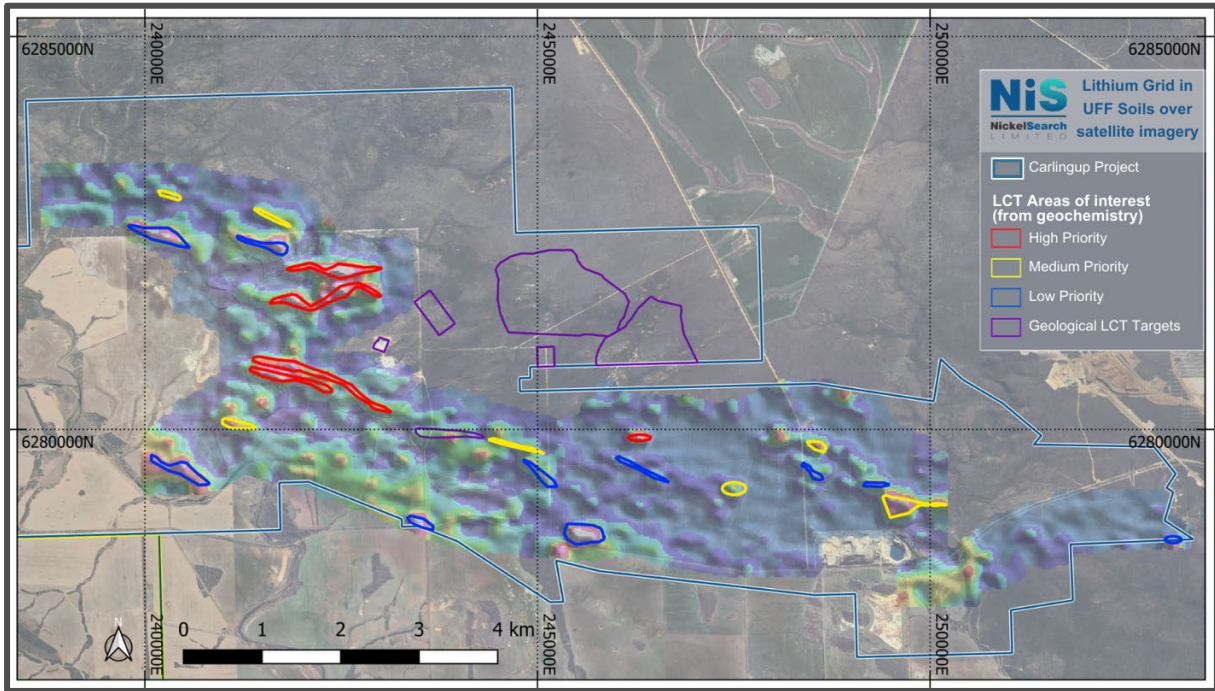 240000E
245000E
250000E
6285000N
6285000N
NiS
NickelSearch
LIMITED
Lithium Grid in
UFF Soils over
satellite imagery
Carlingup Project
LCT Areas of interest
(from geochemistry)
High Priority
Medium Priority
Low Priority
Geological LCT Targets
6280000N
6280000N
N
0 1 2 3 4 km
240000E
245000E
250000E